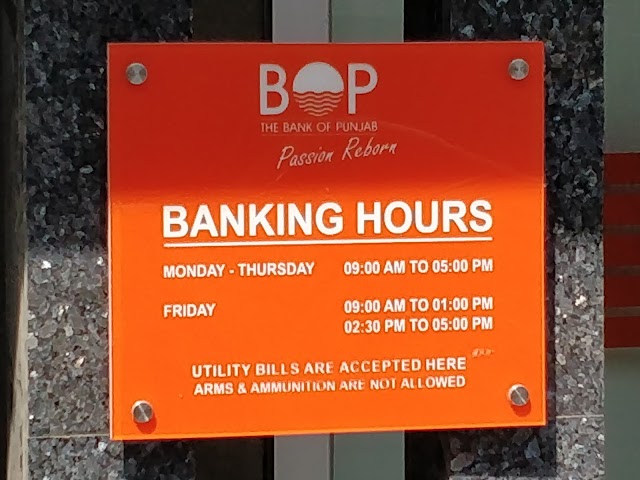 BOP
THE BANK OF PUNJAB
Passion Reborn
BANKING HOURS
MONDAY - THURSDAY 09:00 AM TO 05:00 PM
FRIDAY 09:00 AM TO 01:00 PM
02:30 PM TO 05:00 PM
UTILITY BILLS ARE ACCEPTED HERE
ARMS & AMMUNITION ARE NOT ALLOWED